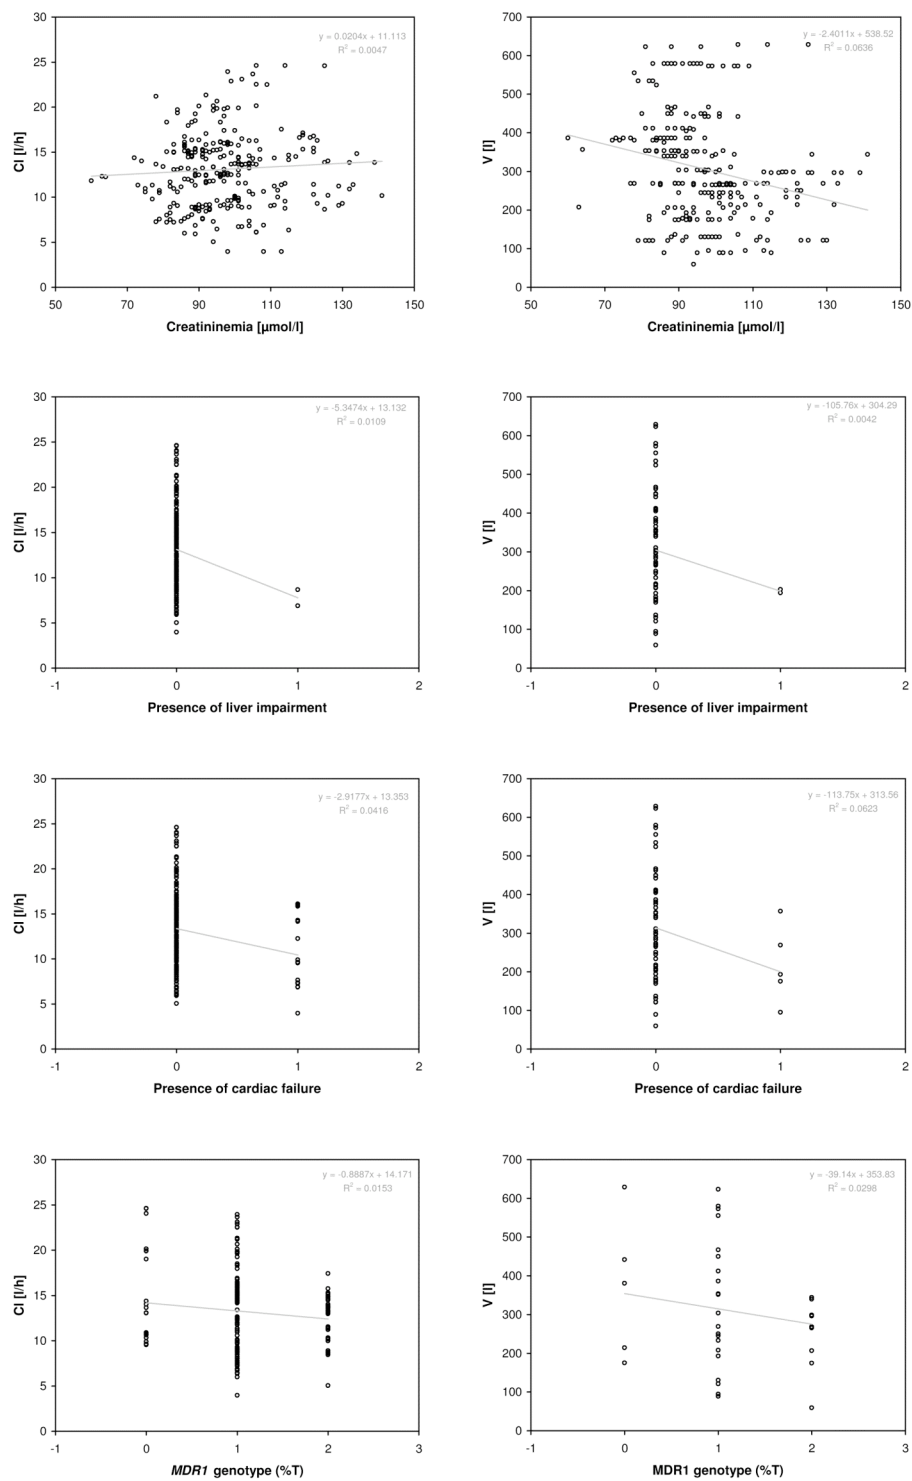 30
25
20
15
10
5
0
Cl [l/h]
y = 0.0204x + 11.113
R² = 0.0047
50 70 90 110 130 150
Creatininemia [µmol/l]
700
600
500
400
300
200
100
0
V [l]
y = -2.4011x + 538.52
R² = 0.0636
50 70 90 110 130 150
Creatininemia [µmol/l]
30
25
20
15
10
5
0
Cl [l/h]
y = -5.3474x + 13.132
R² = 0.0109
-1 0 1 2
Presence of liver impairment
700
600
500
400
300
200
100
0
V [l]
y = -105.76x + 304.29
R² = 0.0042
-1 0 1 2
Presence of liver impairment
30
25
20
15
10
5
0
Cl [l/h]
y = -2.9177x + 13.353
R² = 0.0416
-1 0 1 2
Presence of cardiac failure
700
600
500
400
300
200
100
0
V [l]
y = -113.75x + 313.56
R² = 0.0623
-1 0 1 2
Presence of cardiac failure
30
25
20
15
10
5
0
Cl [l/h]
y = -0.8887x + 14.171
R² = 0.0153
-1 0 1 2 3
MDR1 genotype (%T)
700
600
500
400
300
200
100
0
V [l]
y = -39.14x + 353.83
R² = 0.0298
-1 0 1 2 3
MDR1 genotype (%T)